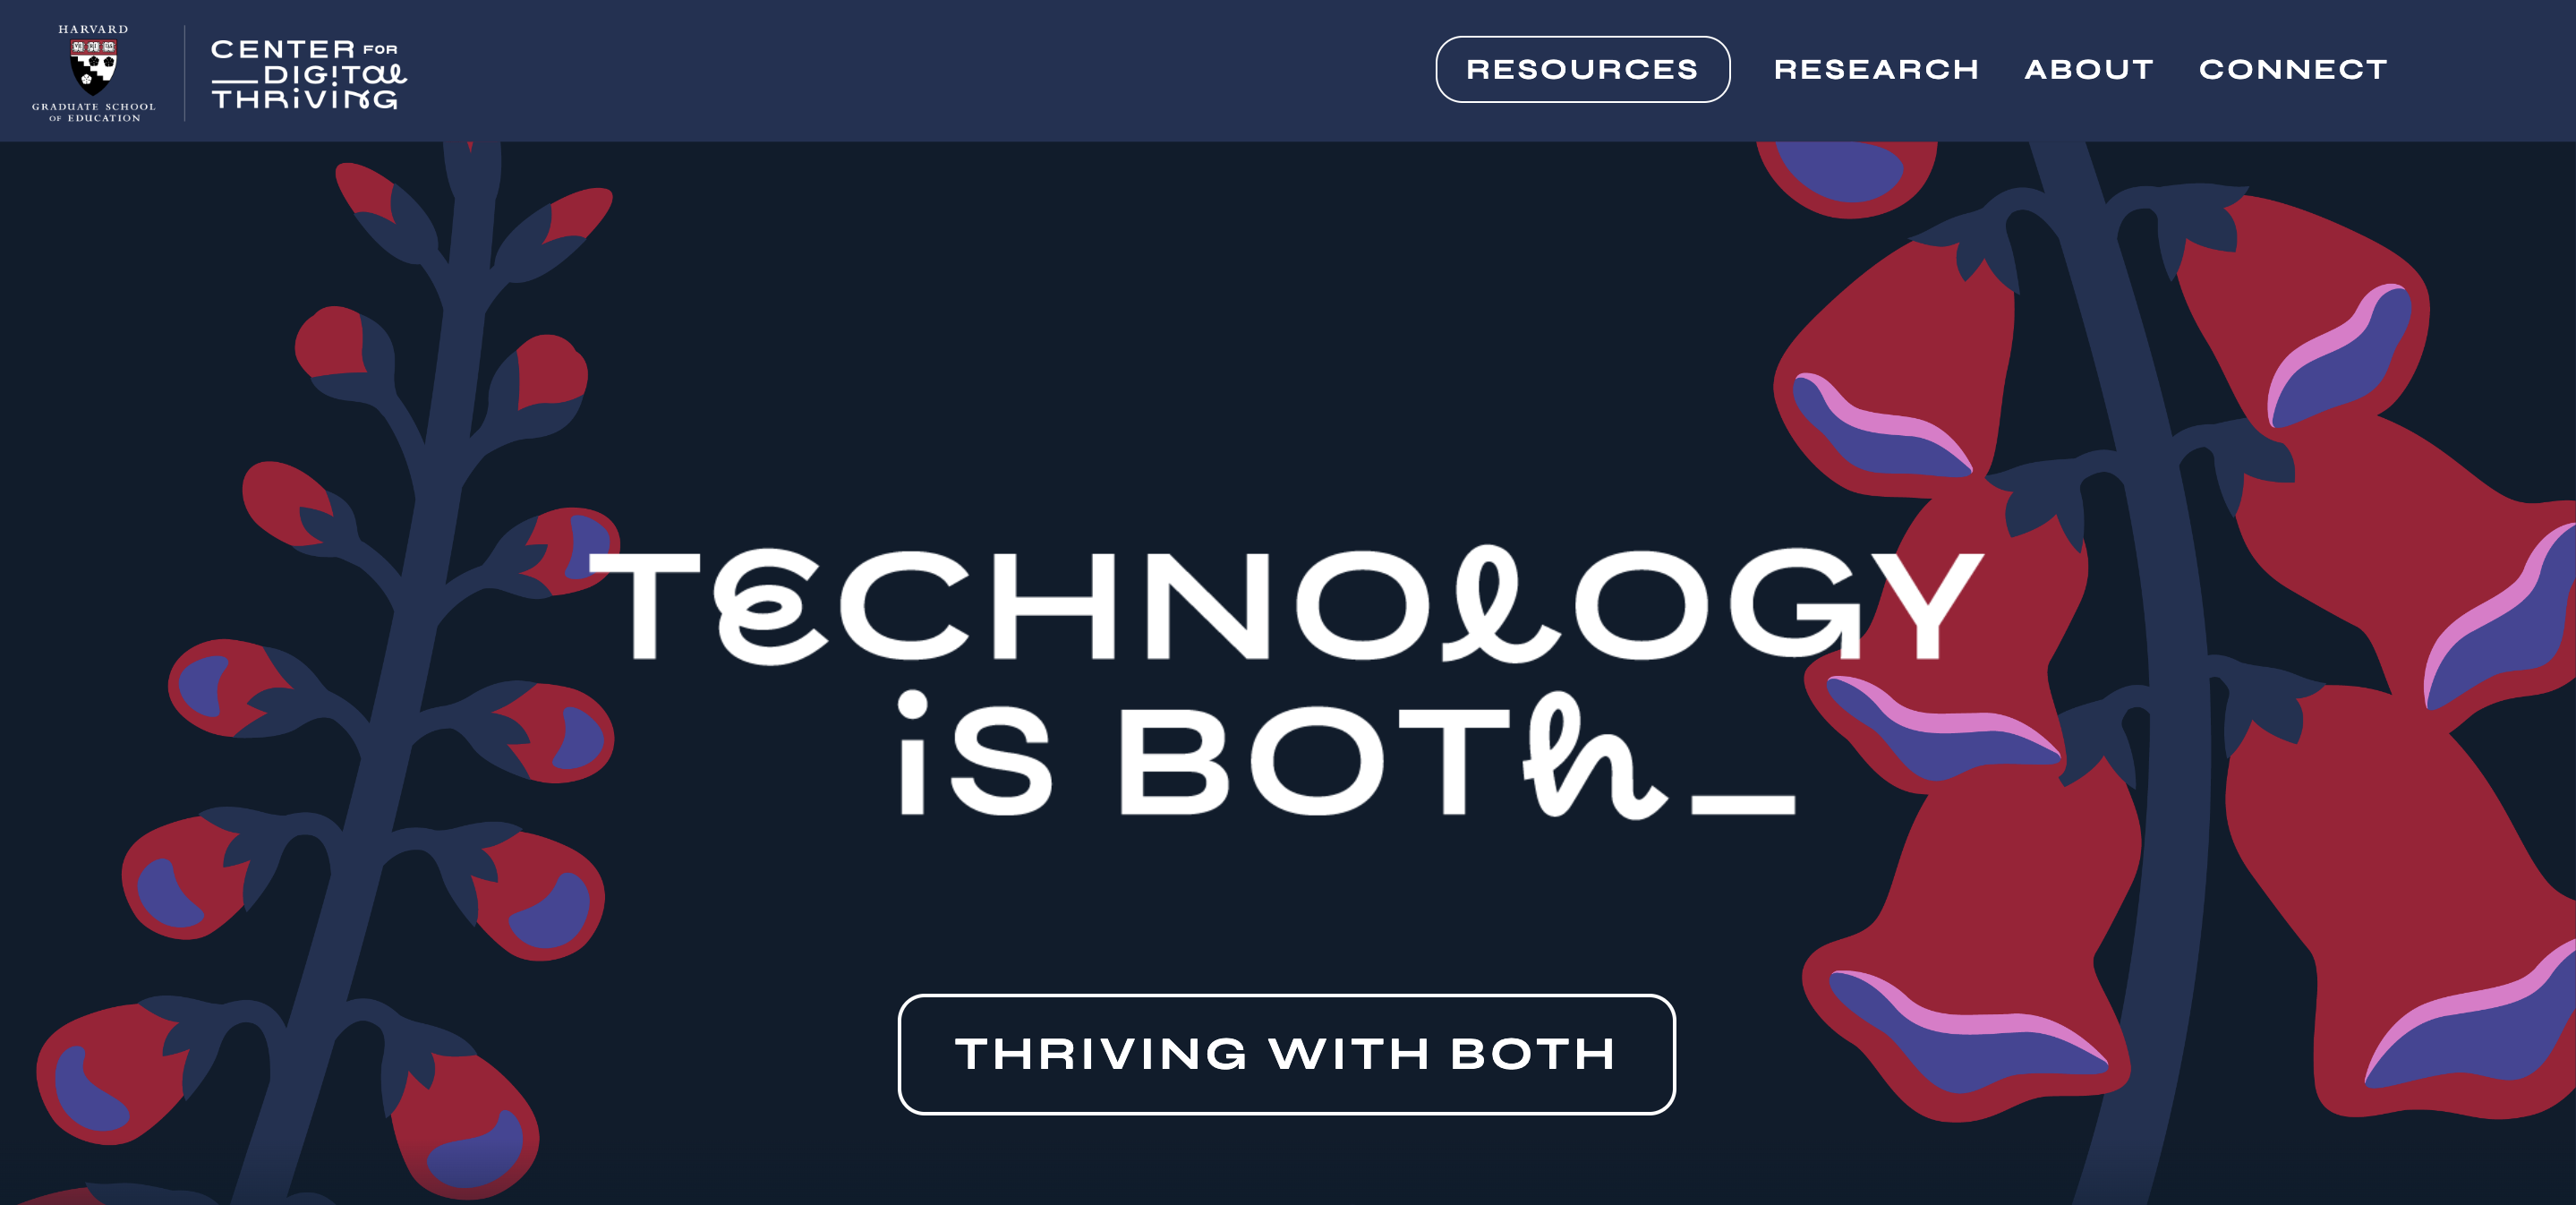 HARVARD
GRADUATE SCHOOL
OF EDUCATION
CENTER FOR
DIGITAL
THRIVING
RESOURCES
RESEARCH
ABOUT
CONNECT
TECHNOLOGY
iS BOTh_
THRIVING WITH BOTH